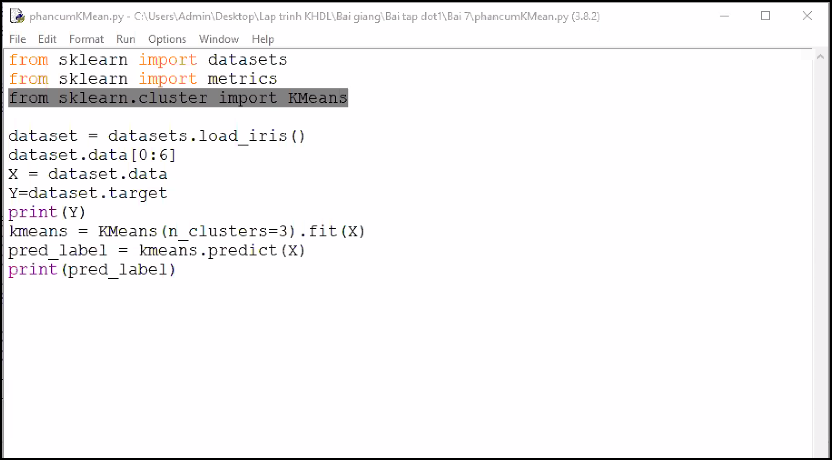 phancumKMean.py - C:\Users\Admin\Desktop\Lap trinh KHDL\Bai giang\Bai tap dot1\Bai 7\phancumKMean.py (3.8.2)
File Edit Format Run Options Window Help
from sklearn import datasets
from sklearn import metrics
from sklearn.cluster import KMeans
dataset = datasets.load_iris()
dataset.data[0:6]
X = dataset.data
Y=dataset.target
print(Y)
kmeans = KMeans(n_clusters=3).fit(X)
pred_label = kmeans.predict(X)
print(pred_label)